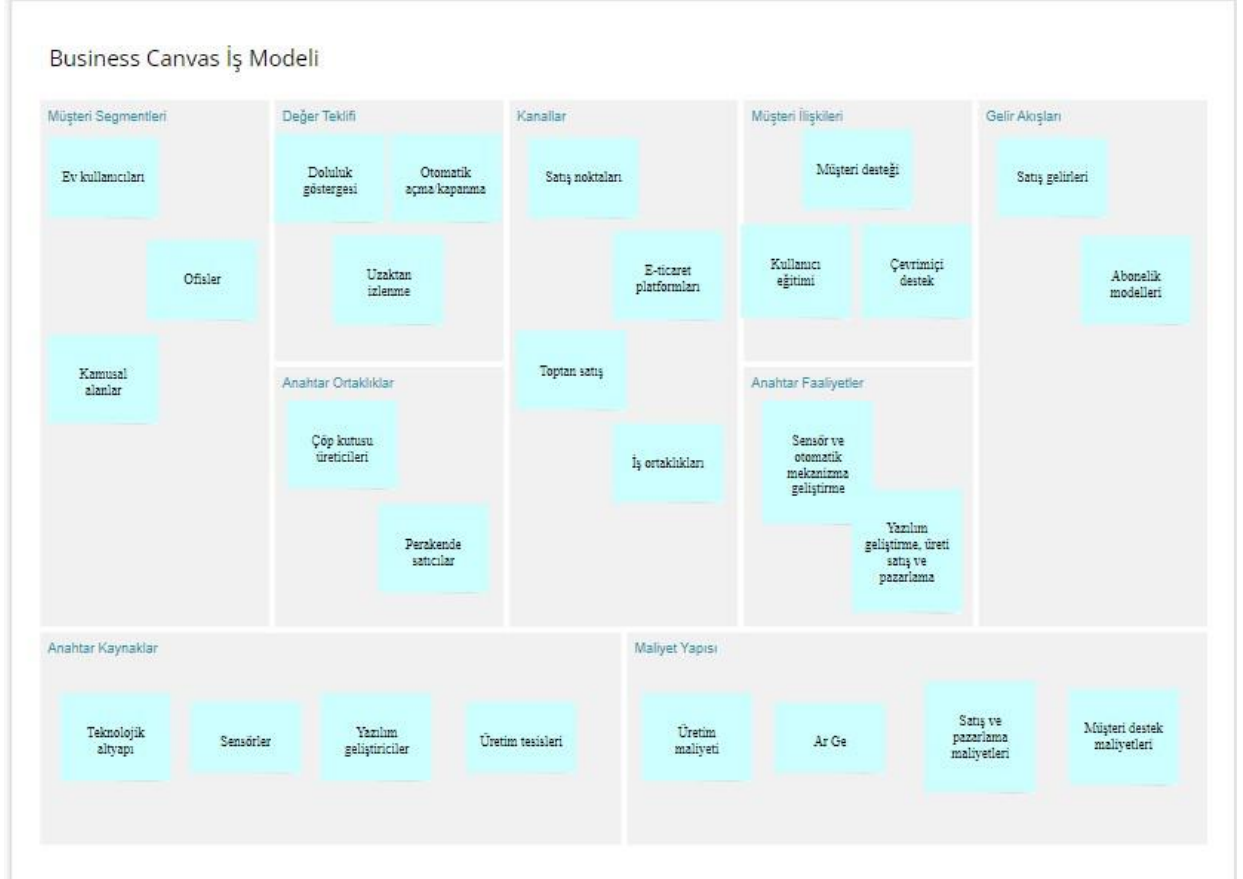 Business Canvas İş Modeli
Müşteri Segmentleri
Ev kullanıcıları
Ofisler
Kamusal
alanlar
Değer Teklifi
Doluluk
göstergesi
Otomatik
açma/kapanma
Uzaktan
izlenme
Anahtar Ortaklıklar
Çöp kutusu
üreticileri
Perakende
satıcılar
Kanallar
Satış noktaları
E-ticaret
platformları
Toptan satış
İş ortaklıkları
Müşteri İlişkileri
Müşteri desteği
Kullanıcı
eğitimi
Çevrimiçi
destek
Anahtar Faaliyetler
Sensör ve
otomatik
mekanizma
geliştirme
Yazılım
geliştirme, üreti
satış ve
pazarlama
Gelir Akışları
Satış gelirleri
Abonelik
modelleri
Anahtar Kaynaklar
Teknolojik
altyapı
Sensörler
Yazılım
geliştiriciler
Üretim tesisleri
Maliyet Yapısı
Üretim
maliyeti
Ar Ge
Satış ve
pazarlama
maliyetleri
Müşteri destek
maliyetleri